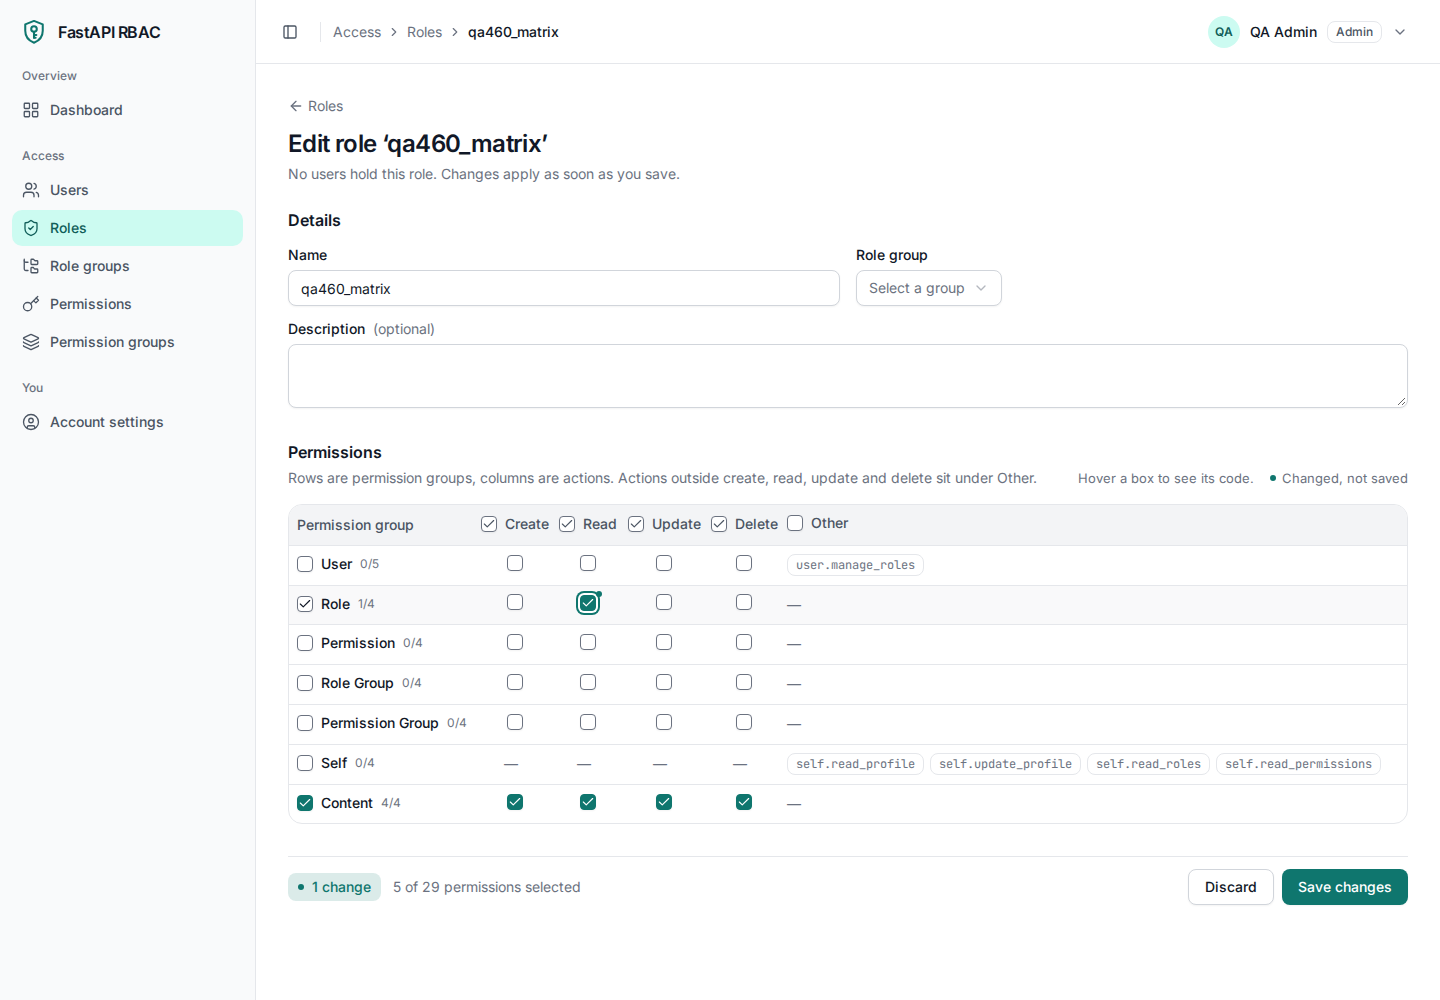 FastAPI RBAC
Overview
Dashboard
Access
Users
Roles
Role groups
Permissions
Permission groups
You
Account settings
Access > Roles > qa460_matrix
QA QA Admin Admin
Roles
Edit role ‘qa460_matrix’
No users hold this role. Changes apply as soon as you save.
Details
Name
qa460_matrix
Role group
Select a group
Description (optional)
Permissions
Rows are permission groups, columns are actions. Actions outside create, read, update and delete sit under Other.
Hover a box to see its code. Changed, not saved
Permission group Create Read Update Delete Other
User 0/5 user.manage_roles
Role 1/4 —
Permission 0/4 —
Role Group 0/4 —
Permission Group 0/4 —
Self 0/4 — — — — self.read_profile self.update_profile self.read_roles self.read_permissions
Content 4/4 —
1 change 5 of 29 permissions selected
Discard Save changes